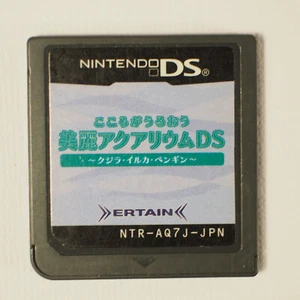 NINTENDO DS®
こころがうるおう
美麗アクアリウムDS
～クジラ・イルカ・ペンギン～
ERTAIN
NTR-AQ7J-JPN